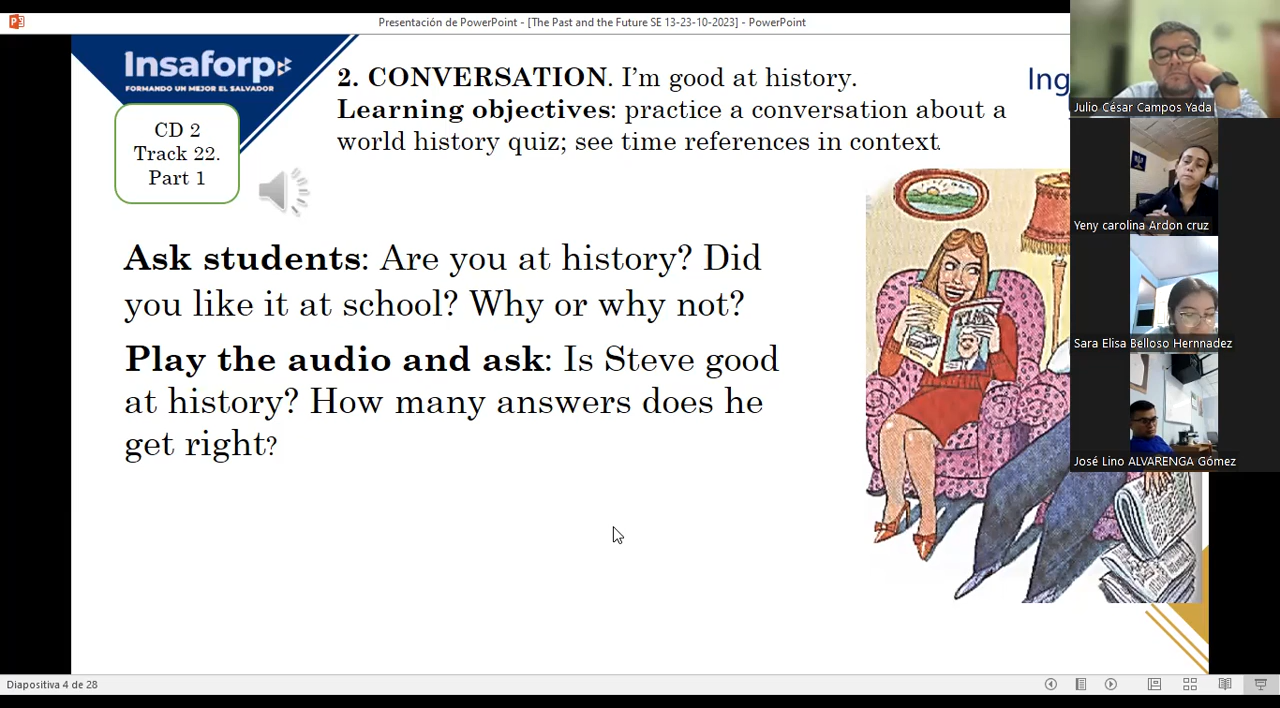 Presentación de PowerPoint - [The Past and the Future SE 13-23-10-2023] - PowerPoint
Insaforp
FORMANDO UN MEJOR EL SALVADOR
CD 2
Track 22.
Part 1
2. CONVERSATION. I'm good at history.
Learning objectives: practice a conversation about a
world history quiz; see time references in context.
Ing
Ask students: Are you at history? Did
you like it at school? Why or why not?
Play the audio and ask: Is Steve good
at history? How many answers does he
get right?
Julio César Campos Yada
Yeny carolina Ardon cruz
Sara Elisa Belloso Hernnadez
José Lino ALVARENGA Gómez
Diapositiva 4 de 28